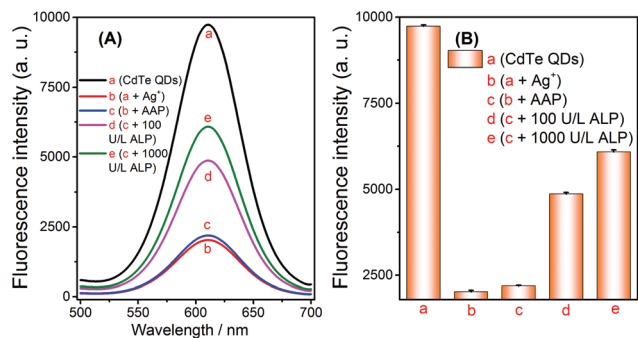 (A)
Fluorescence intensity (a. u.)
10000
7500
5000
2500
0
500
550
600
650
700
Wavelength / nm
a (CdTe QDs)
b (a + Ag⁺)
c (b + AAP)
d (c + 100
U/L ALP)
e (c + 1000
U/L ALP)
a
e
d
c
b
(B)
Fluorescence intensity (a. u.)
10000
7500
5000
2500
a (CdTe QDs)
b (a + Ag⁺)
c (b + AAP)
d (c + 100 U/L ALP)
e (c + 1000 U/L ALP)
a
b
c
d
e